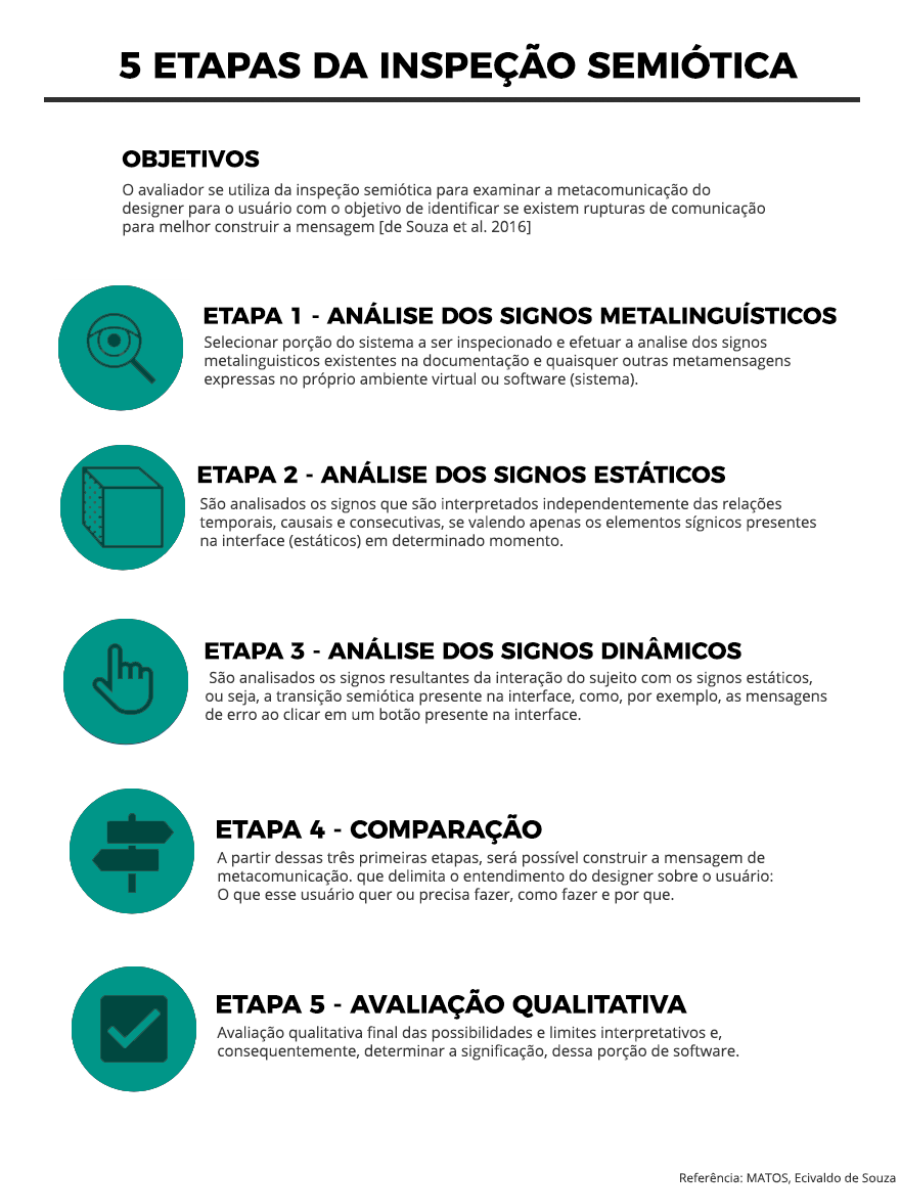 5 ETAPAS DA INSPEÇÃO SEMIÓTICA
OBJETIVOS
O avaliador se utiliza da inspeção semiótica para examinar a metacomunicação do
designer para o usuário com o objetivo de identificar se existem rupturas de comunicação
para melhor construir a mensagem [de Souza et al. 2016]
ETAPA 1 - ANÁLISE DOS SIGNOS METALINGUÍSTICOS
Selecionar porção do sistema a ser inspecionado e efetuar a analise dos signos
metalinguisticos existentes na documentação e quaisquer outras metamensagens
expressas no próprio ambiente virtual ou software (sistema).
ETAPA 2 - ANÁLISE DOS SIGNOS ESTÁTICOS
São analisados os signos que são interpretados independentemente das relações
temporais, causais e consecutivas, se valendo apenas os elementos sígnicos presentes
na interface (estáticos) em determinado momento.
ETAPA 3 - ANÁLISE DOS SIGNOS DINÂMICOS
São analisados os signos resultantes da interação do sujeito com os signos estáticos,
ou seja, a transição semiótica presente na interface, como, por exemplo, as mensagens
de erro ao clicar em um botão presente na interface.
ETAPA 4 - COMPARAÇÃO
A partir dessas três primeiras etapas, será possível construir a mensagem de
metacomunicação. que delimita o entendimento do designer sobre o usuário:
O que esse usuário quer ou precisa fazer, como fazer e por que.
ETAPA 5 - AVALIAÇÃO QUALITATIVA
Avaliação qualitativa final das possibilidades e limites interpretativos e,
consequentemente, determinar a significação, dessa porção de software.
Referência: MATOS, Ecivaldo de Souza